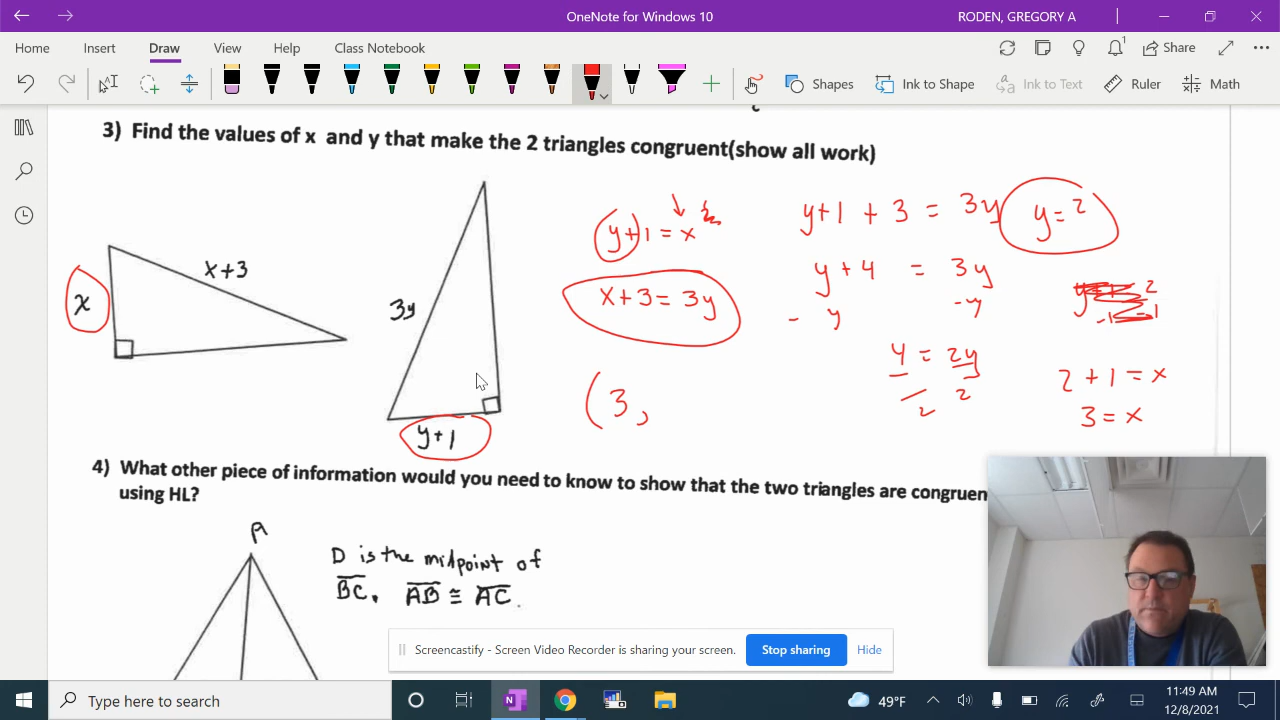 OneNote for Windows 10
RODEN, GREGORY A
Home Insert Draw View Help Class Notebook
1
Share
Shapes Ink to Shape Ink to Text Ruler Math
c
3) Find the values of x and y that make the 2 triangles congruent(show all work)
x
x+3
3y
y+1
y+1 = x
x+3 = 3y
(3,
y+1 + 3 = 3y
y=2
y + 4 = 3y
- y -y
4 = 2y
2 2
2
-1 -1
2 + 1 = x
3 = x
4) What other piece of information would you need to know to show that the two triangles are congruen
using HL?
A
D is the midpoint of
BC. AB ≅ AC.
Screencastify - Screen Video Recorder is sharing your screen.
Stop sharing
Hide
Type here to search
49°F
11:49 AM
12/8/2021